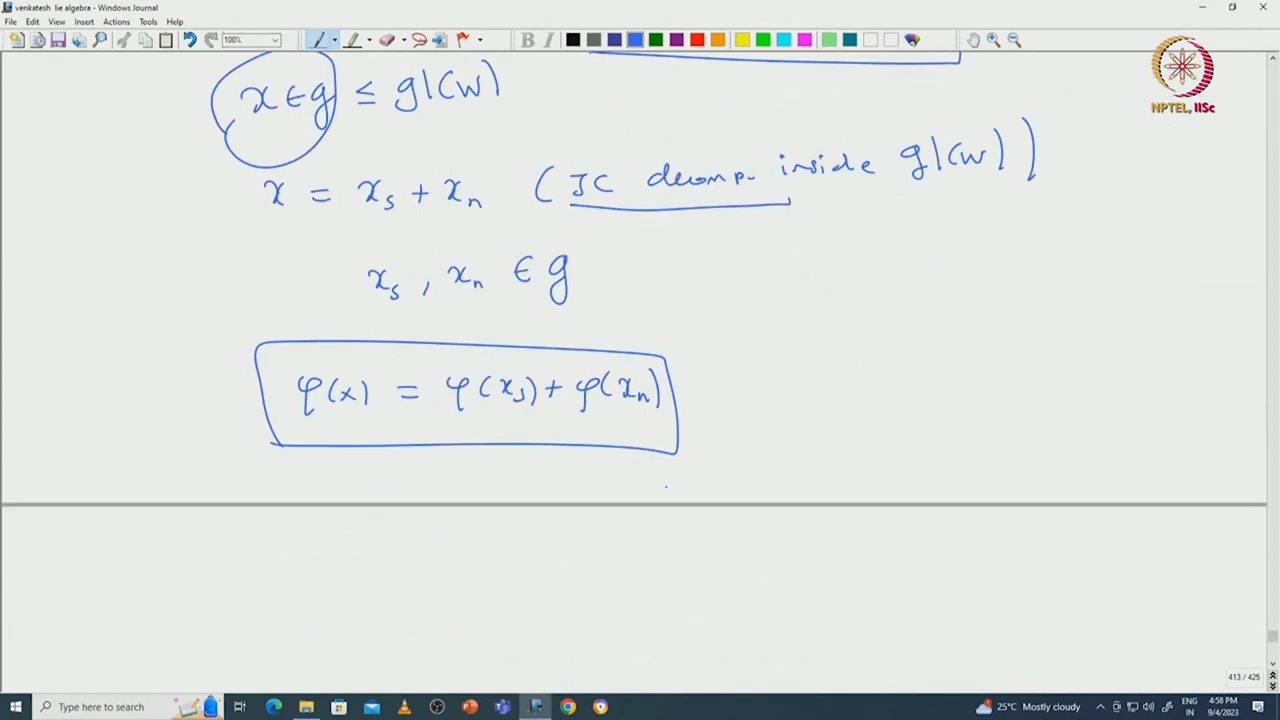 venkatesh lie algebra - Windows Journal
File Edit View Insert Actions Tools Help
100%
NPTEL, IISc
x ∈ g ≤ gl(W)
x = x_s + x_n ( JC decomp. inside gl(W) )
x_s , x_n ∈ g
φ(x) = φ(x_s) + φ(x_n)
413 / 425
Type here to search
25°C Mostly cloudy
ENG
IN
4:58 PM
9/4/2023